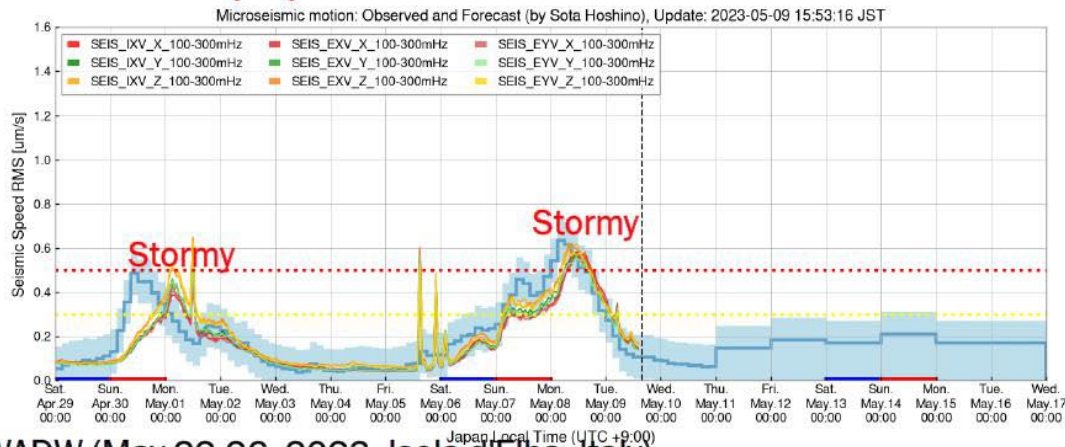 Microseismic motion: Observed and Forecast (by Sota Hoshino), Update: 2023-05-09 15:53:16 JST
SEIS_IXV_X_100-300mHz SEIS_EXV_X_100-300mHz SEIS_EYV_X_100-300mHz
SEIS_IXV_Y_100-300mHz SEIS_EXV_Y_100-300mHz SEIS_EYV_Y_100-300mHz
SEIS_IXV_Z_100-300mHz SEIS_EXV_Z_100-300mHz SEIS_EYV_Z_100-300mHz
Seismic Speed RMS [um/s]
1.6
1.4
1.2
1.0
0.8
0.6
0.4
0.2
0.0
Stormy
Stormy
Sat. Sun. Mon. Tue. Wed. Thu. Fri. Sat. Sun. Mon. Tue. Wed. Thu. Fri. Sat. Sun. Mon. Tue. Wed.
Apr.29 Apr.30 May.01 May.02 May.03 May.04 May.05 May.06 May.07 May.08 May.09 May.10 May.11 May.12 May.13 May.14 May.15 May.16 May.17
00:00 00:00 00:00 00:00 00:00 00:00 00:00 00:00 00:00 00:00 00:00 00:00 00:00 00:00 00:00 00:00 00:00 00:00 00:00
Japan Local Time (UTC +9:00)